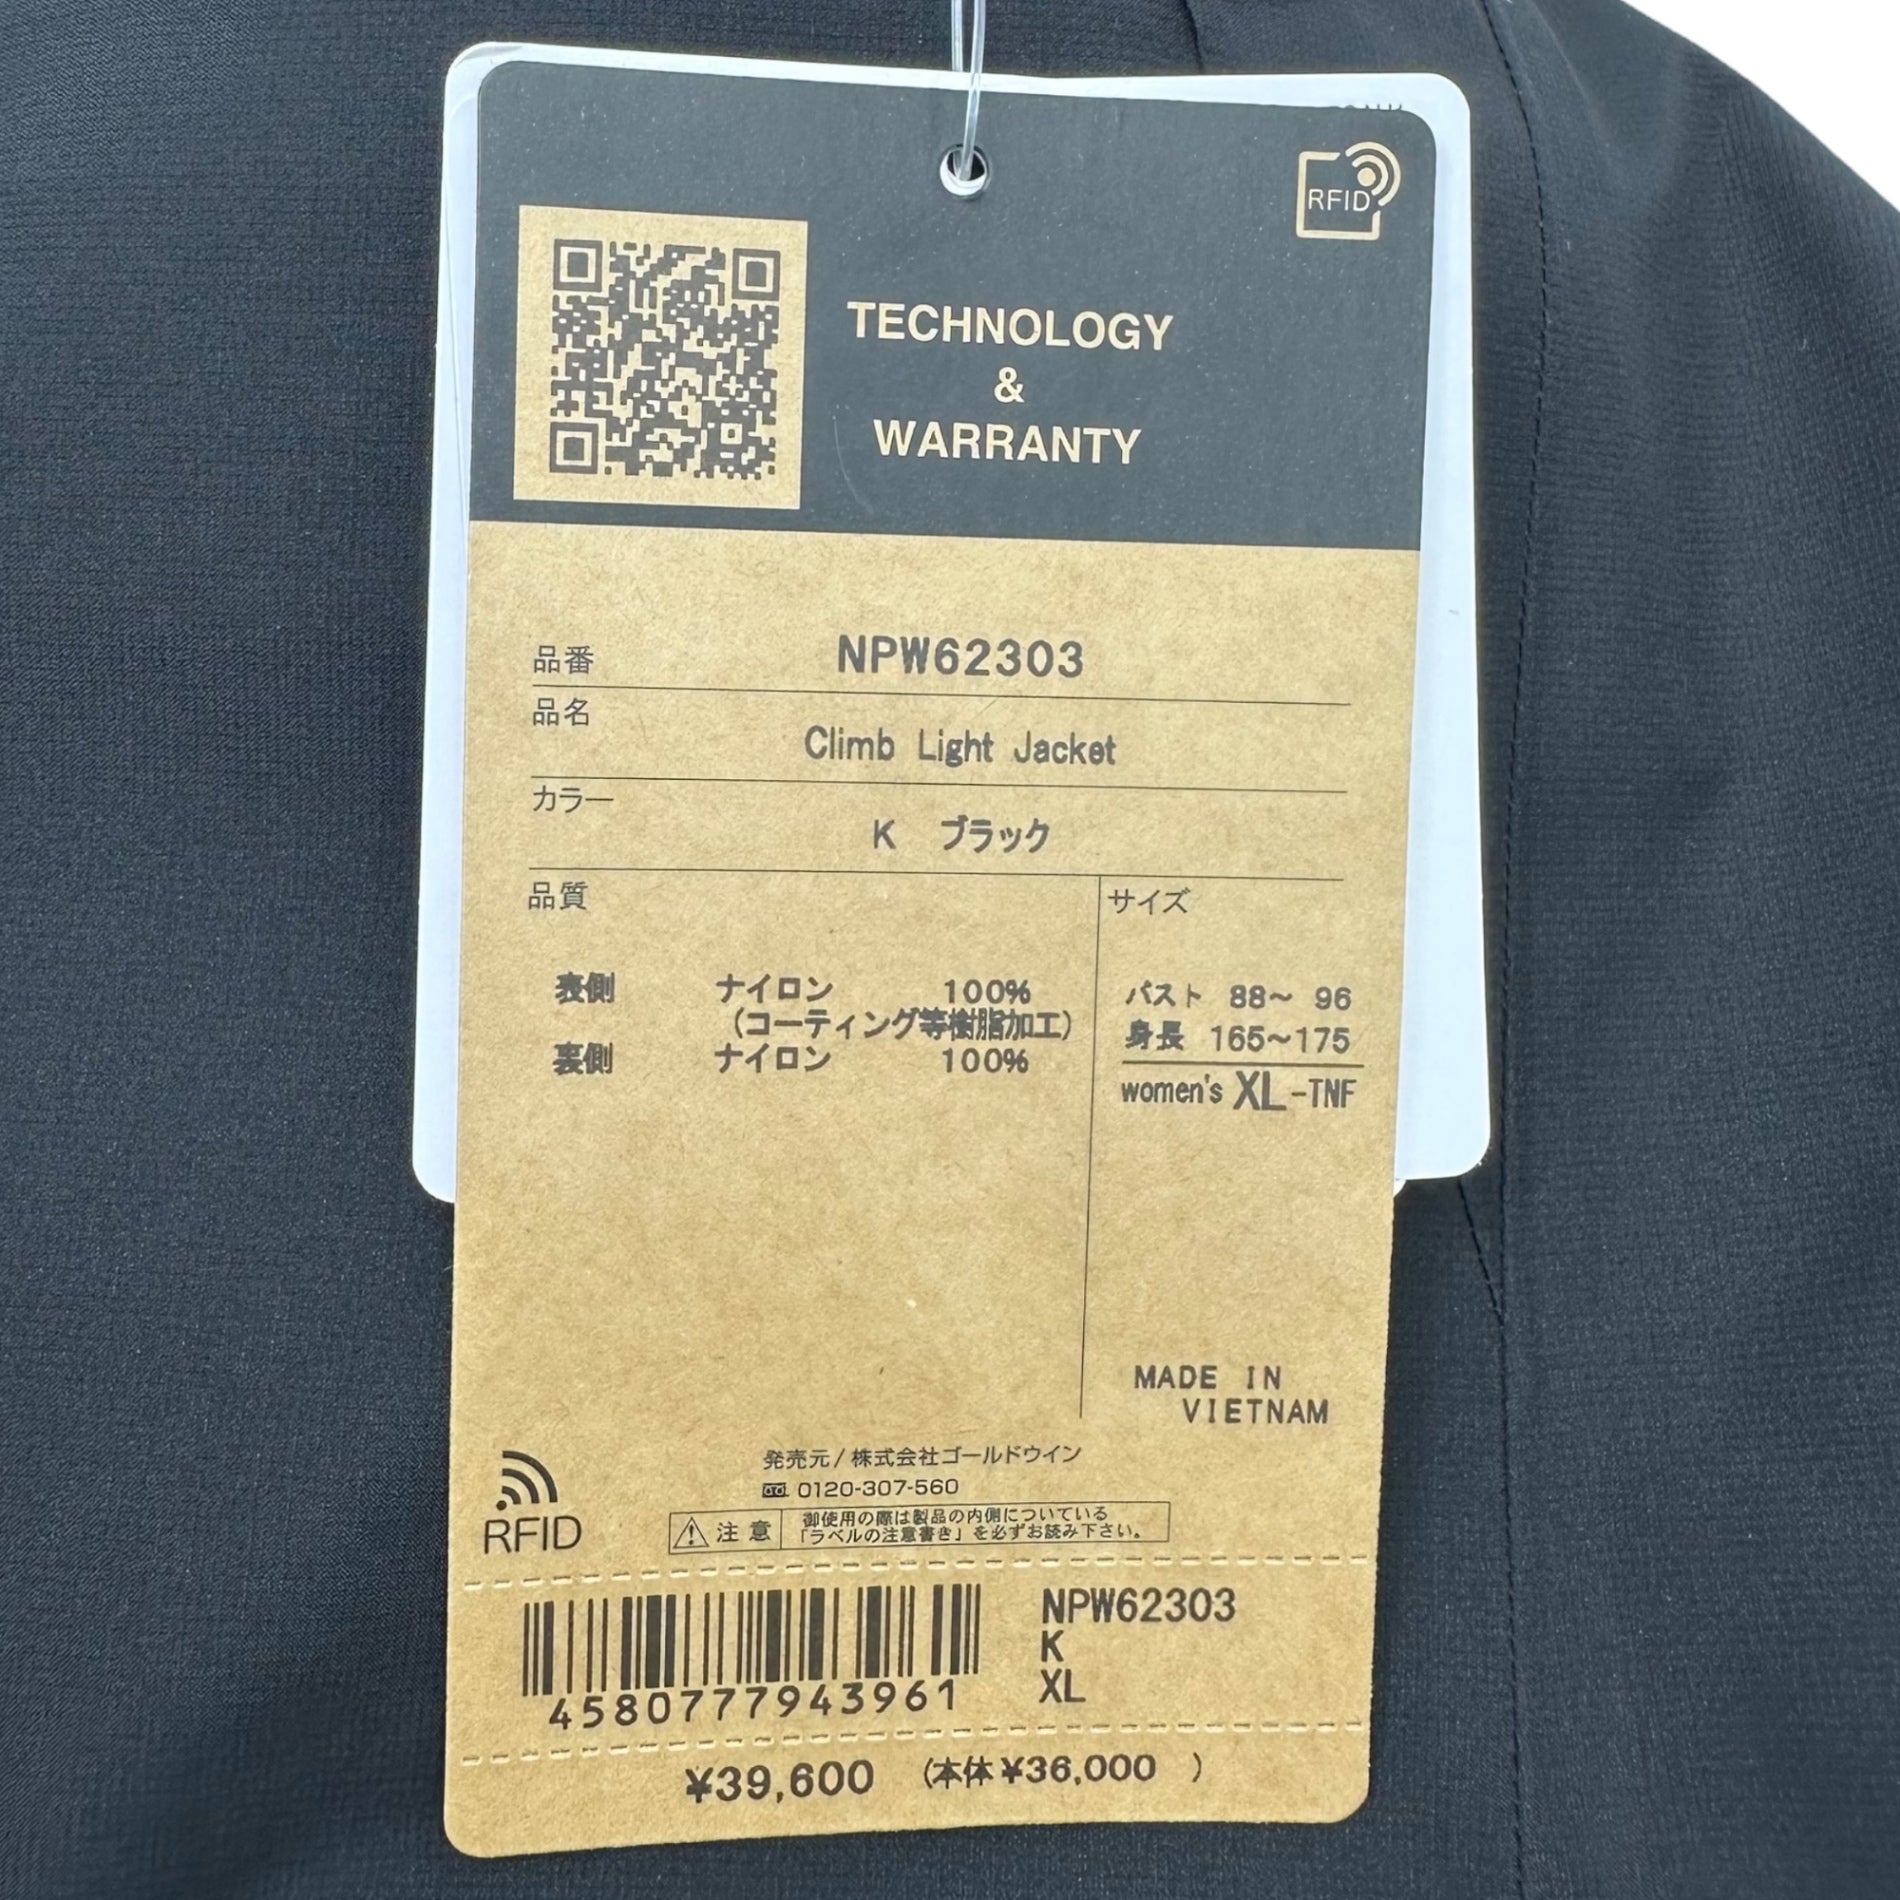 RFID
TECHNOLOGY
&
WARRANTY
品番 NPW62303
品名 Climb Light Jacket
カラー K ブラック
品質
表側 ナイロン 100%
(コーティング等樹脂加工)
裏側 ナイロン 100%
サイズ
バスト 88～ 96
身長 165～175
women's XL-TNF
MADE IN
VIETNAM
発売元/株式会社ゴールドウイン
0120-307-560
RFID
注意
御使用の際は製品の内側についている
「ラベルの注意書き」を必ずお読み下さい。
4580777943961
NPW62303
K
XL
¥39,600 (本体¥36,000 )